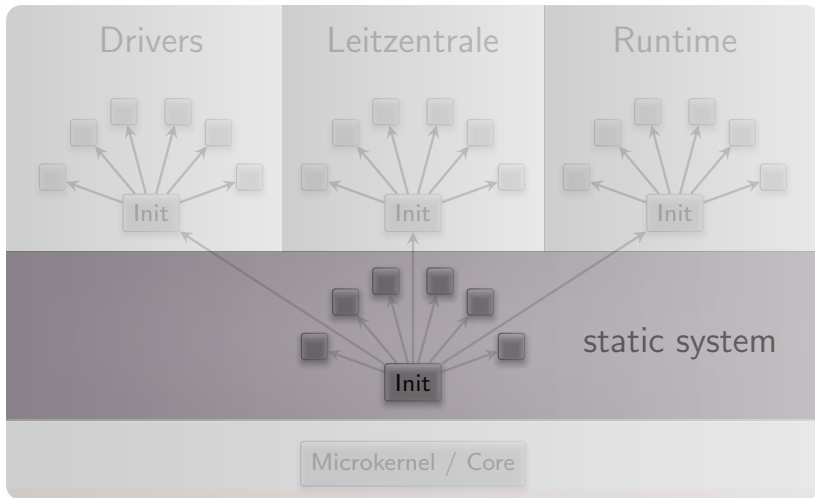 Drivers
Leitzentrale
Runtime
Init
Init
Init
static system
Init
Microkernel / Core